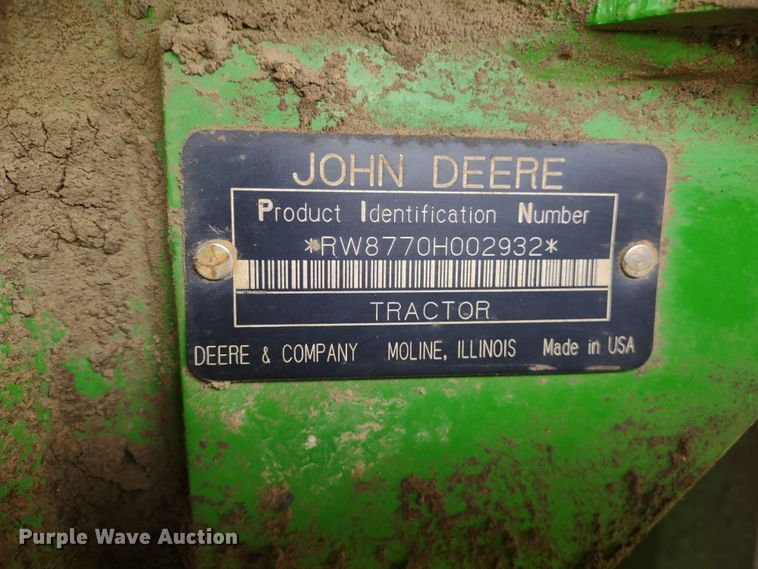 JOHN DEERE
Product Identification Number
*RW8770H002932*
TRACTOR
DEERE & COMPANY MOLINE, ILLINOIS Made in USA
Purple Wave Auction